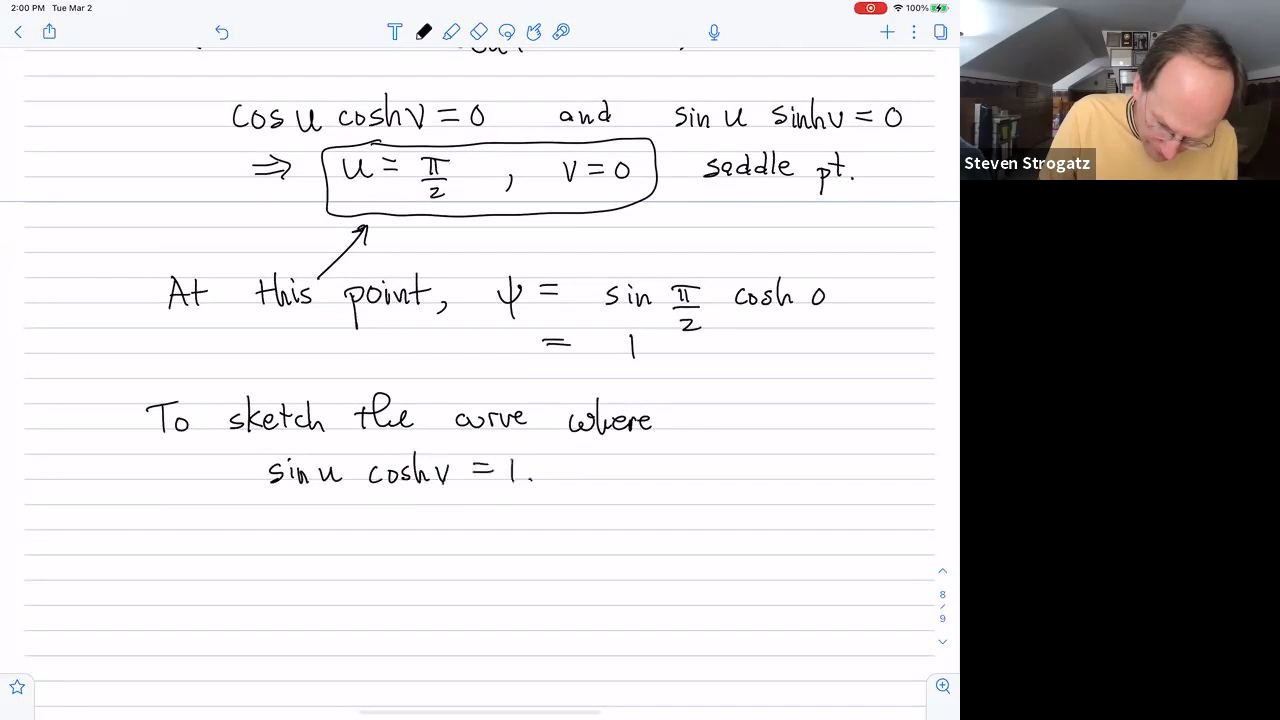 2:00 PM Tue Mar 2
100%
cos u cosh v = 0 and sin u sinh v = 0
⇒ u = π/2 , v = 0 saddle pt.
At this point, ψ = sin π/2 cosh 0
= 1
To sketch the curve where
sin u cosh v = 1.
8
/
9
Steven Strogatz